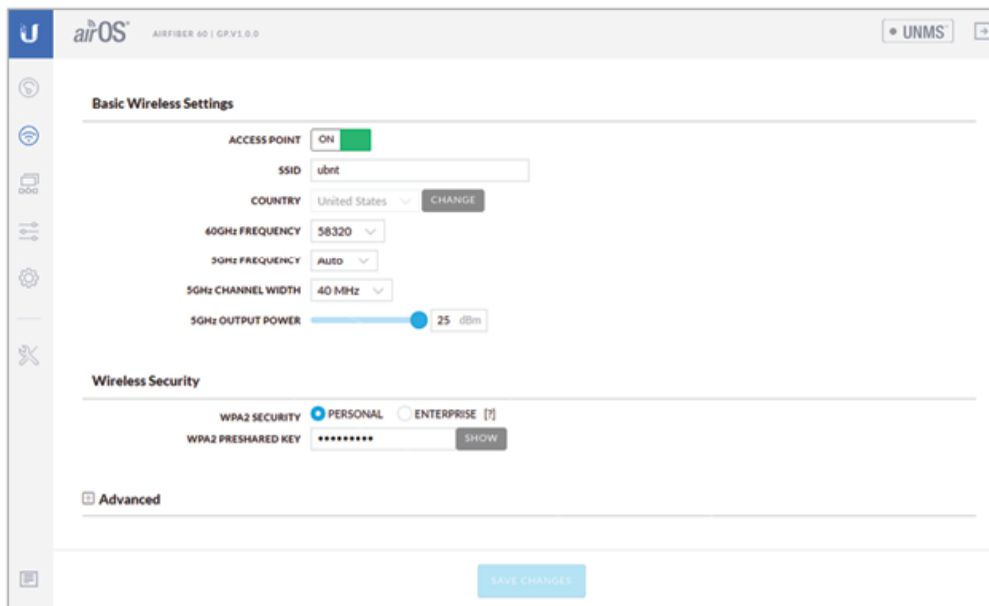 airOS® AIRFIBER 60 | GP.V1.0.0 UNMS™
Basic Wireless Settings
ACCESS POINT ON
SSID ubnt
COUNTRY United States CHANGE
60GHz FREQUENCY 58320
5GHz FREQUENCY Auto
5GHz CHANNEL WIDTH 40 MHz
5GHz OUTPUT POWER 25 dBm
Wireless Security
WPA2 SECURITY PERSONAL ENTERPRISE [?]
WPA2 PRESHARED KEY ••••••••• SHOW
Advanced
SAVE CHANGES